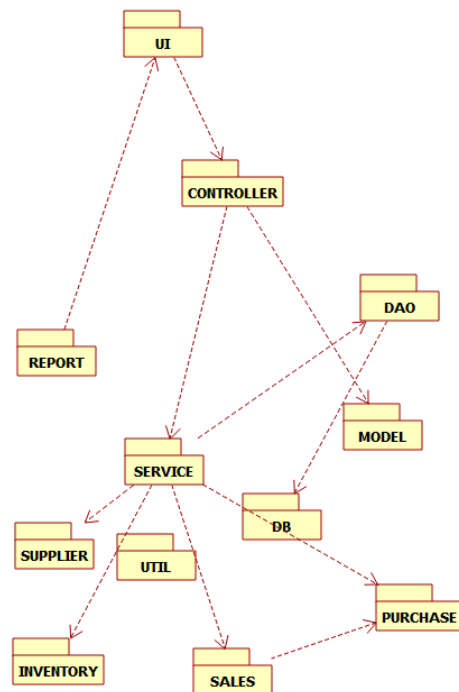 UI
CONTROLLER
DAO
REPORT
MODEL
SERVICE
DB
SUPPLIER
UTIL
PURCHASE
INVENTORY
SALES